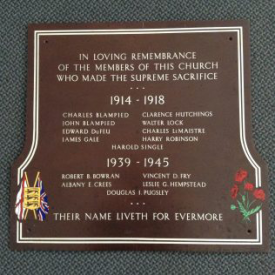 IN LOVING REMEMBRANCE
OF THE MEMBERS OF THIS CHURCH
WHO MADE THE SUPREME SACRIFICE
1914 - 1918
CHARLES BLAMPIED CLARENCE HUTCHINGS
JOHN BLAMPIED WALTER LOCK
EDWARD DEFEU CHARLES LEMAISTRE
JAMES GALE HARRY ROBINSON
HAROLD SINGLE
1939 - 1945
ROBERT B. BOWRAN VINCENT D. FRY
ALBANY E. CREES LESLIE G. HEMPSTEAD
DOUGLAS J. PUGSLEY
THEIR NAME LIVETH FOR EVERMORE